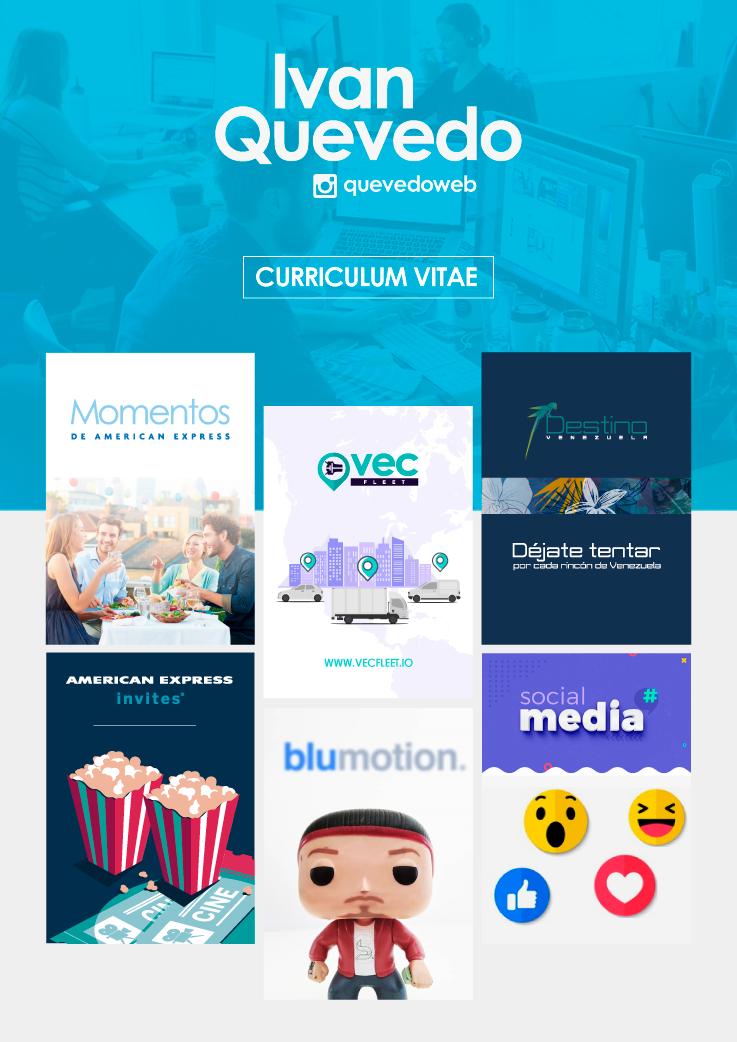 Ivan
Quevedo
quevedoweb
CURRICULUM VITAE
Momentos
DE AMERICAN EXPRESS
vec
FLEET
WWW.VECFLEET.IO
Destino
VENEZUELA
Déjate tentar
por cada rincón de Venezuela
AMERICAN EXPRESS
invites®
CINE
CINE
blumotion.
social
media#